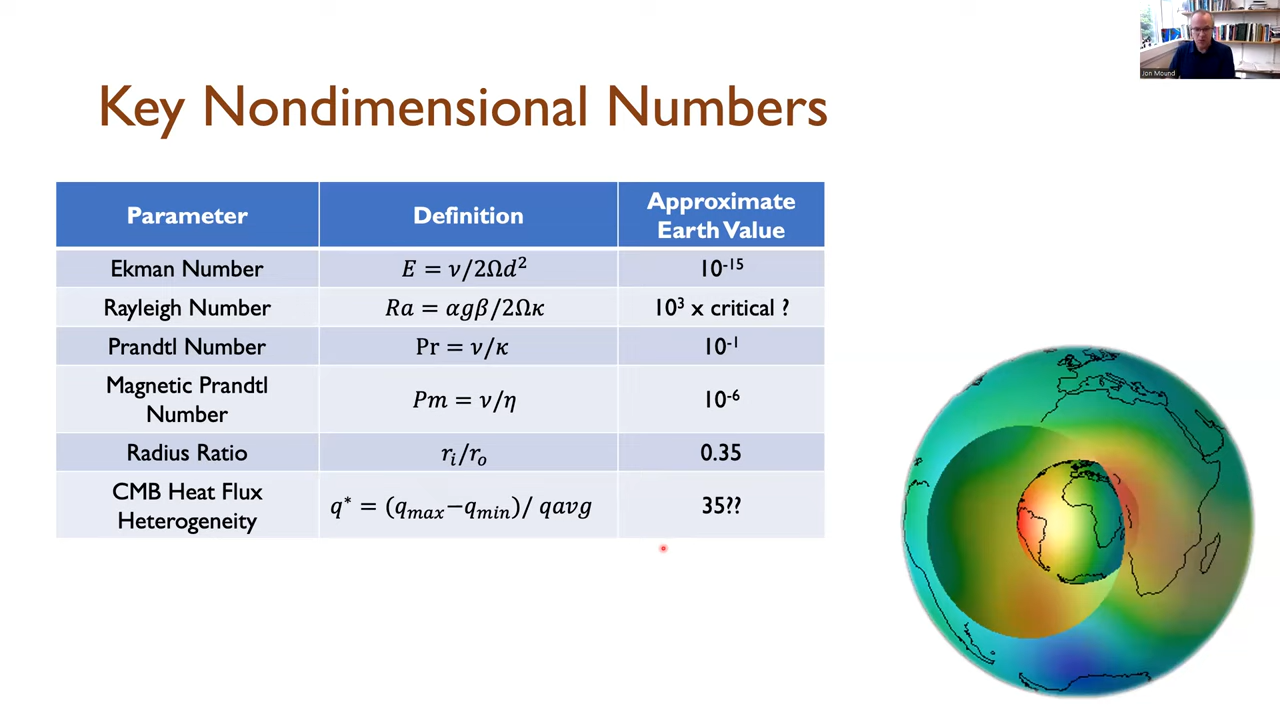 Jon Mound
Key Nondimensional Numbers
Parameter
Definition
Approximate
Earth Value
Ekman Number
E = ν/2Ωd²
10⁻¹⁵
Rayleigh Number
Ra = αgβ/2Ωκ
10³ x critical ?
Prandtl Number
Pr = ν/κ
10⁻¹
Magnetic Prandtl
Number
Pm = ν/η
10⁻⁶
Radius Ratio
rᵢ/rₒ
0.35
CMB Heat Flux
Heterogeneity
q* = (qₘₐₓ−qₘᵢₙ)/ qavg
35??